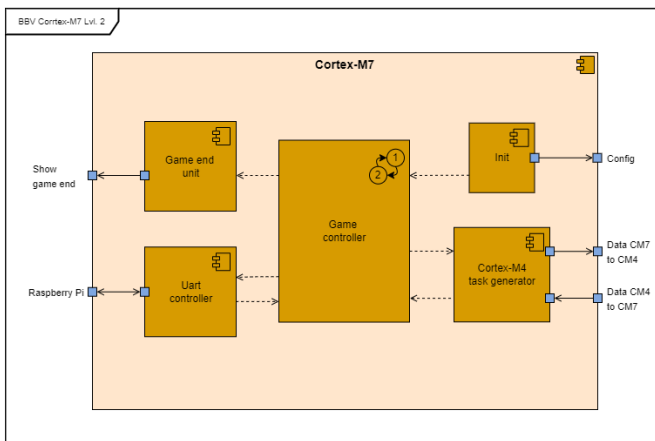 BBV Corrtex-M7 Lvl. 2
Cortex-M7
Game end
unit
1
2
Init
Show
game end
Config
Game
controller
Cortex-M4
task generator
Data CM7
to CM4
Uart
controller
Raspberry Pi
Data CM4
to CM7